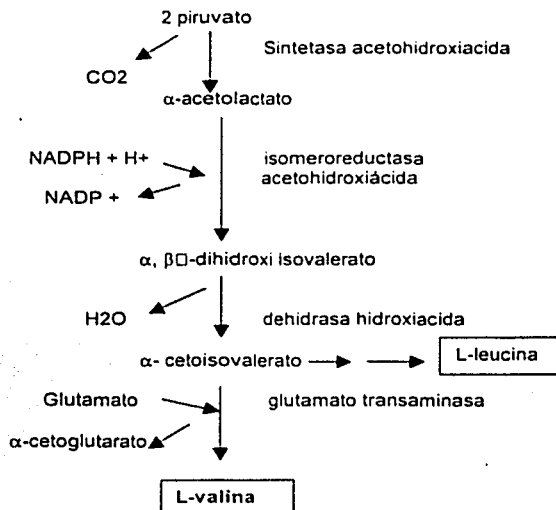 2 piruvato
Sintetasa acetohidroxiacida
CO2
α-acetolactato
NADPH + H+
isomeroreductasa
acetohidroxiácida
NADP +
α, β□-dihidroxi isovalerato
H2O
dehidrasa hidroxiacida
α- cetoisovalerato
L-leucina
Glutamato
glutamato transaminasa
α-cetoglutarato
L-valina